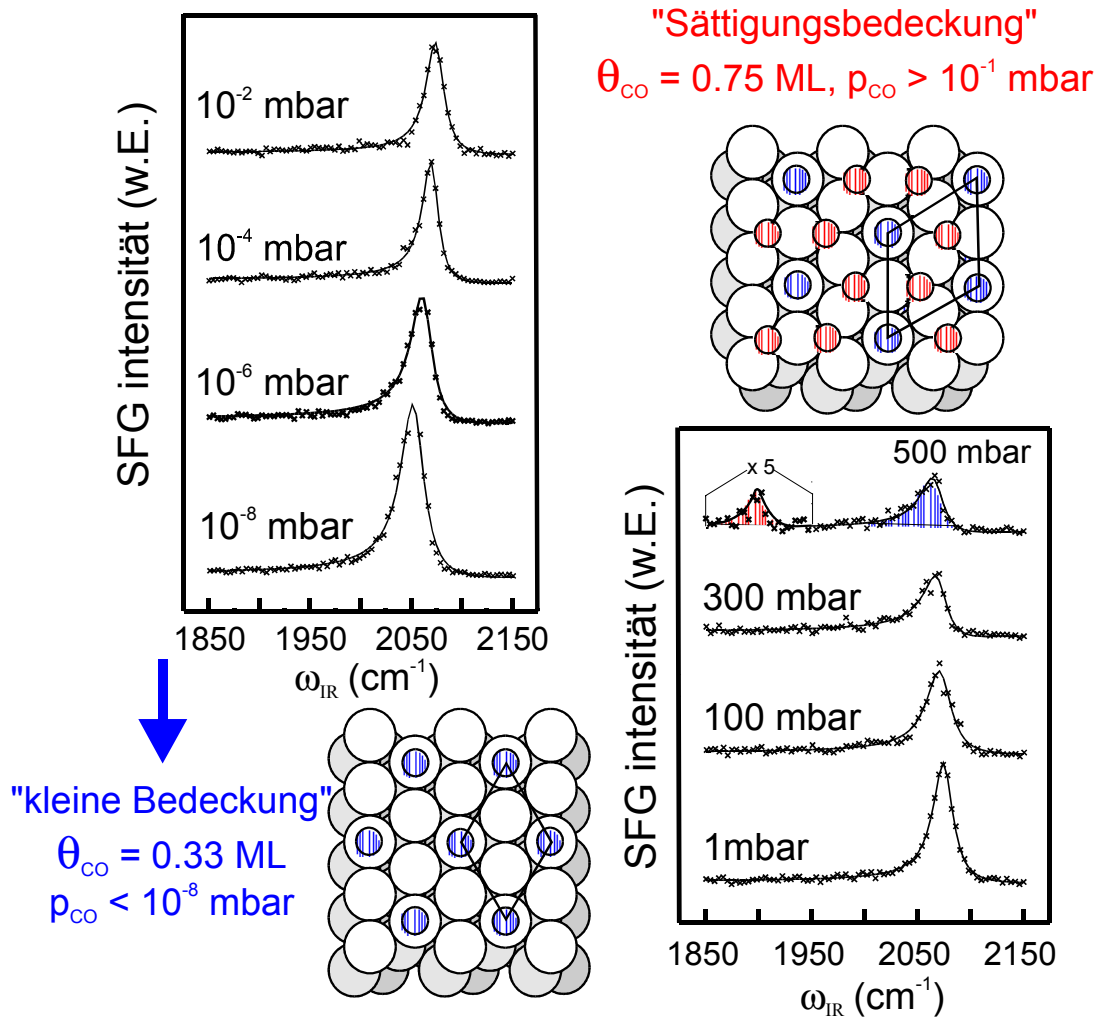 "Sättigungsbedeckung"
θCO = 0.75 ML, pCO > 10⁻¹ mbar
SFG intensität (w.E.)
10⁻² mbar
10⁻⁴ mbar
10⁻⁶ mbar
10⁻⁸ mbar
1850 1950 2050 2150
ωIR (cm⁻¹)
"kleine Bedeckung"
θCO = 0.33 ML
pCO < 10⁻⁸ mbar
SFG intensität (w.E.)
x 5
500 mbar
300 mbar
100 mbar
1mbar
1850 1950 2050 2150
ωIR (cm⁻¹)